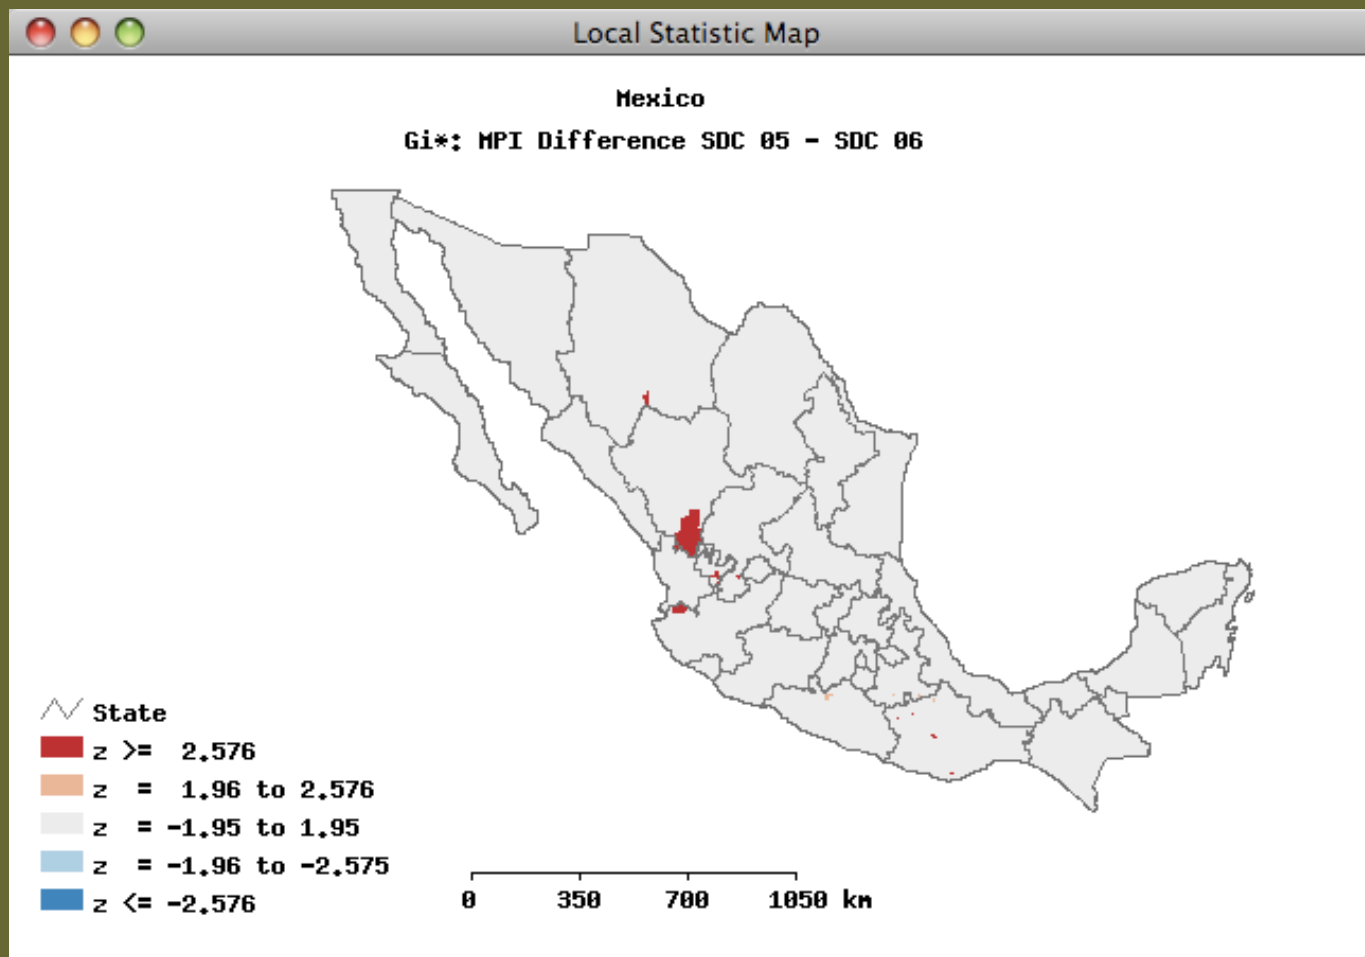 Local Statistic Map
Mexico
Gi*: MPI Difference SDC 05 - SDC 06
State
z >= 2.576
z = 1.96 to 2.576
z = -1.95 to 1.95
z = -1.96 to -2.575
z <= -2.576
0 350 700 1050 km